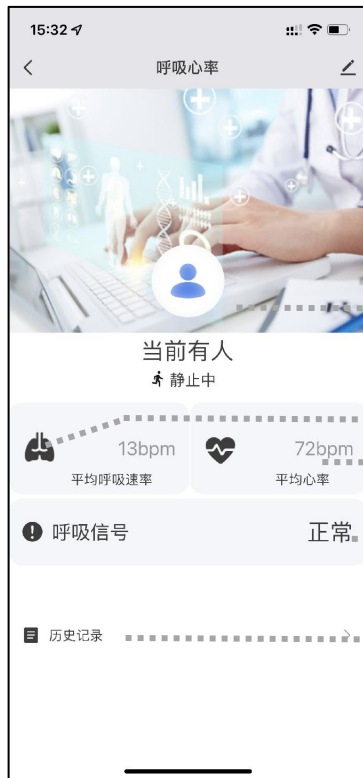 15:32
呼吸心率
当前有人
静止中
13bpm
72bpm
平均呼吸速率
平均心率
呼吸信号
正常
历史记录